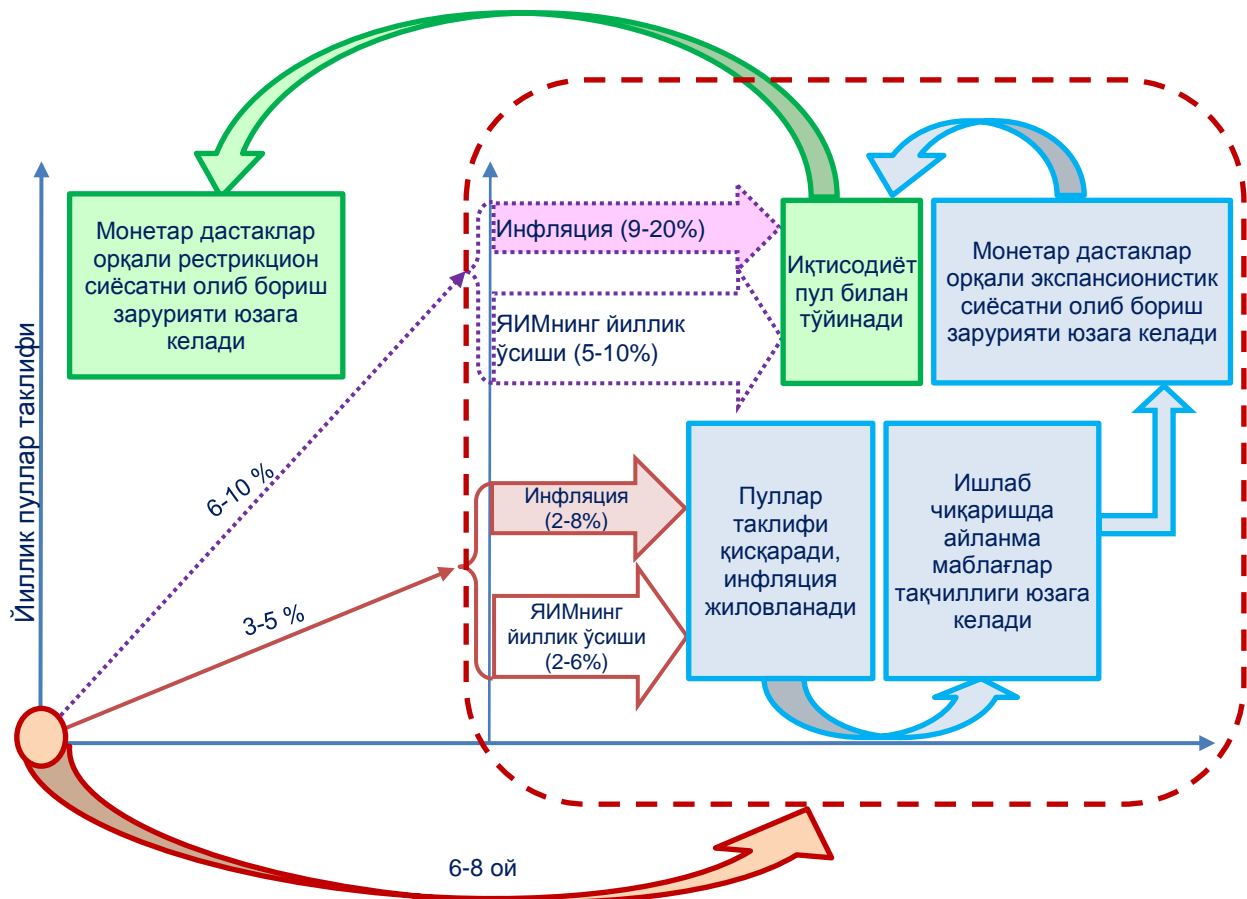 Йиллик пуллар таклифи
Монетар дастаклар
орқали рестрикцион
сиёсатни олиб бориш
зарурияти юзага
келади
6-10 %
3-5 %
Инфляция (9-20%)
ЯИМнинг йиллик
ўсиши (5-10%)
Иқтисодиёт
пул билан
тўйинади
Монетар дастаклар
орқали экспансионистик
сиёсатни олиб бориш
зарурияти юзага келади
Инфляция
(2-8%)
ЯИМнинг
йиллик ўсиши
(2-6%)
Пуллар
таклифи
қисқаради,
инфляция
жиловланади
Ишлаб
чиқаришда
айланма
маблағлар
тақчиллиги юзага
келади
6-8 ой